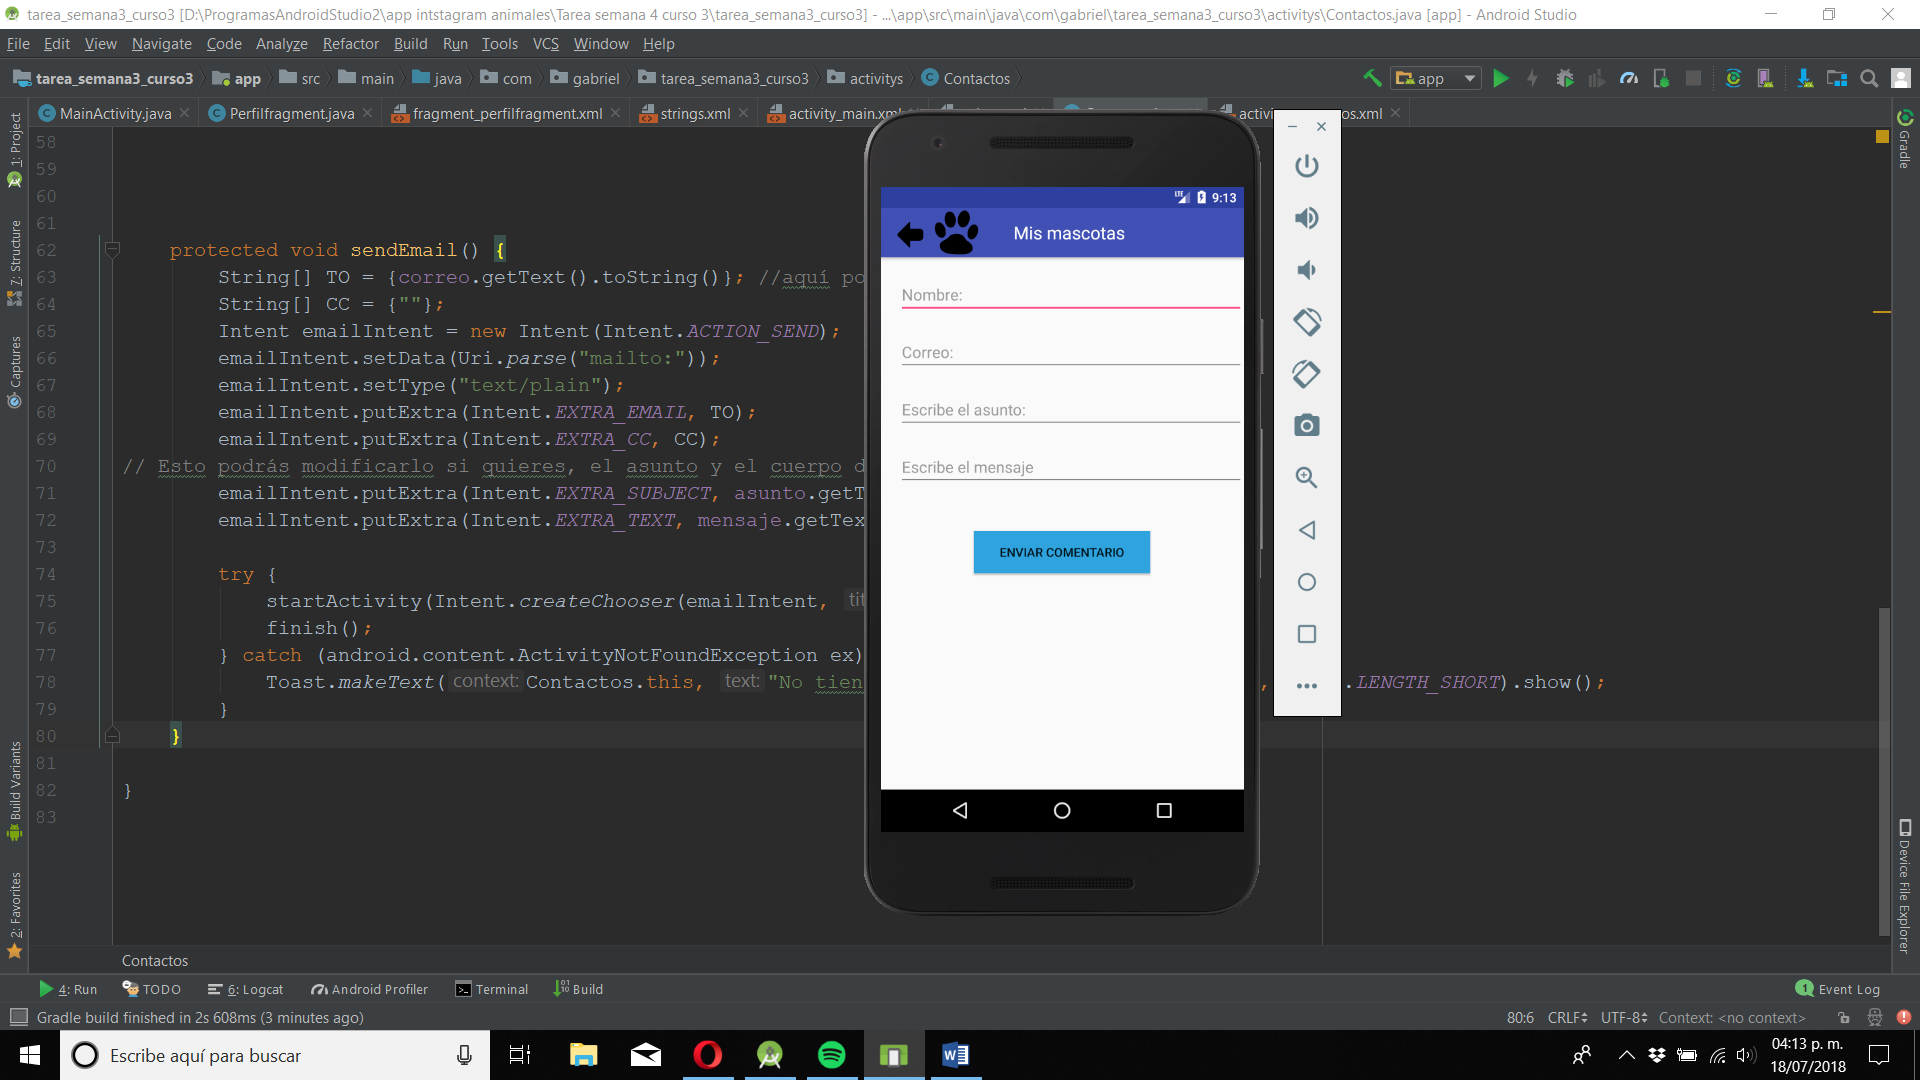 tarea_semana3_curso3 [D:\ProgramasAndroidStudio2\app intstagram animales\Tarea semana 4 curso 3\tarea_semana3_curso3] - ...\app\src\main\java\com\gabriel\tarea_semana3_curso3\activitys\Contactos.java [app] - Android Studio
File Edit View Navigate Code Analyze Refactor Build Run Tools VCS Window Help
tarea_semana3_curso3 app src main java com gabriel tarea_semana3_curso3 activitys Contactos
app
MainActivity.java Perfilfragment.java fragment_perfilfragment.xml strings.xml activity_main.xml
1: Project
7: Structure
Captures
Build Variants
2: Favorites
Gradle
Device File Explorer
58
59
60
61
62 protected void sendEmail() {
63 String[] TO = {correo.getText().toString()}; //aquí
64 String[] CC = {""};
65 Intent emailIntent = new Intent(Intent.ACTION_SEND);
66 emailIntent.setData(Uri.parse("mailto:"));
67 emailIntent.setType("text/plain");
68 emailIntent.putExtra(Intent.EXTRA_EMAIL, TO);
69 emailIntent.putExtra(Intent.EXTRA_CC, CC);
70 // Esto podrás modificarlo si quieres, el asunto y el cuerpo
71 emailIntent.putExtra(Intent.EXTRA_SUBJECT, asunto.getT
72 emailIntent.putExtra(Intent.EXTRA_TEXT, mensaje.getTex
73
74 try {
75 startActivity(Intent.createChooser(emailIntent, tit
76 finish();
77 } catch (android.content.ActivityNotFoundException ex)
78 Toast.makeText( context: Contactos.this, text: "No tien , .LENGTH_SHORT).show();
79 }
80 }
81
82 }
83
9:13
Mis mascotas
Nombre:
Correo:
Escribe el asunto:
Escribe el mensaje
ENVIAR COMENTARIO
Contactos
4: Run TODO 6: Logcat Android Profiler Terminal Build 1 Event Log
Gradle build finished in 2s 608ms (3 minutes ago) 80:6 CRLF UTF-8 Context: <no context>
Escribe aquí para buscar
04:13 p. m.
18/07/2018